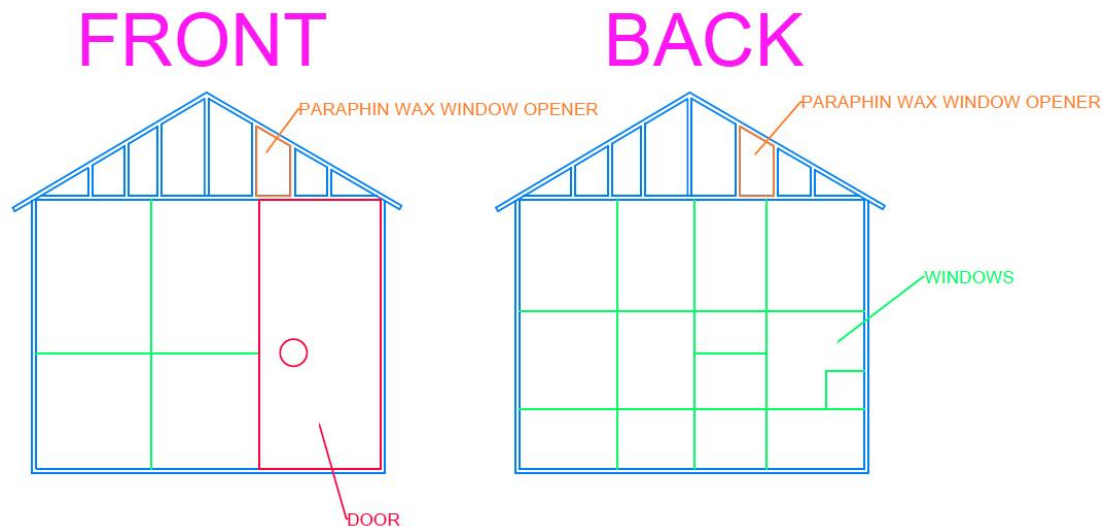 FRONT
BACK
PARAPHIN WAX WINDOW OPENER
PARAPHIN WAX WINDOW OPENER
WINDOWS
DOOR